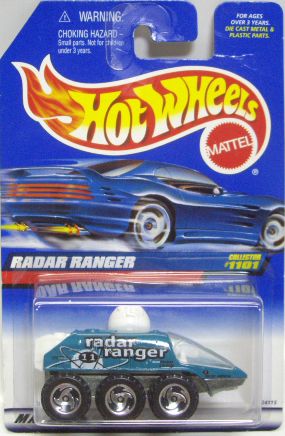 WARNING:
CHOKING HAZARD-
Small parts. Not for children
under 3 years.
FOR AGES
OVER 3 YEARS.
DIE CAST METAL &
PLASTIC PARTS.
Hot Wheels
MATTEL
®
RADAR RANGER
COLLECTOR
#1101
radar
ranger
11